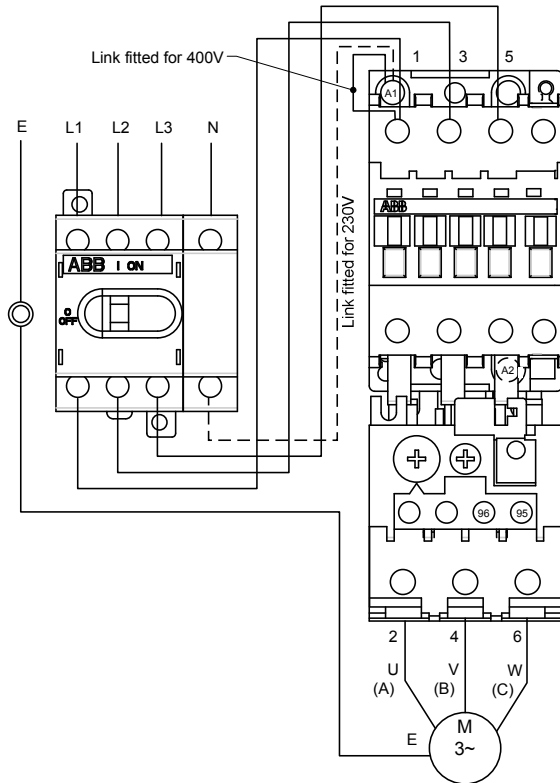 Link fitted for 400V
1 3 5
A1
E L1 L2 L3 N
ABB I ON
O
OFF
Link fitted for 230V
ABB
A2
96 95
2 4 6
U V W
(A) (B) (C)
E
M
3~